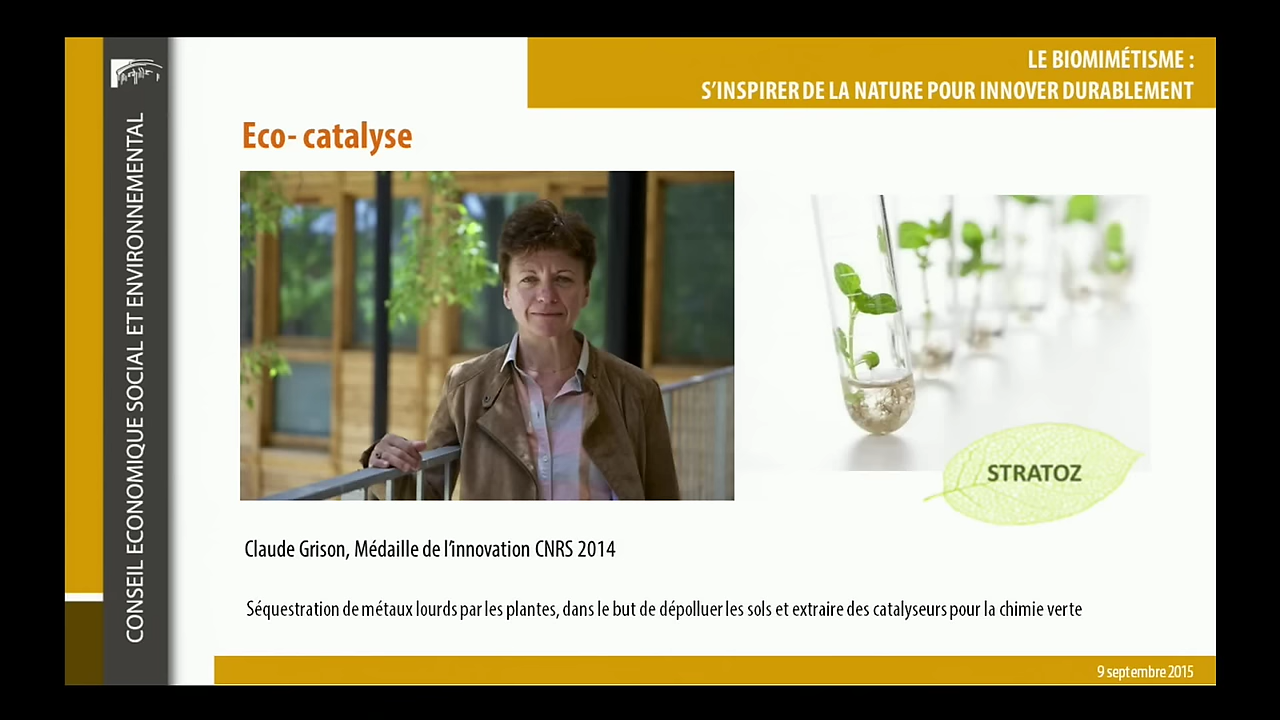 LE BIOMIMÉTISME :
S'INSPIRER DE LA NATURE POUR INNOVER DURABLEMENT
CONSEIL ECONOMIQUE SOCIAL ET ENVIRONNEMENTAL
Eco- catalyse
STRATOZ
Claude Grison, Médaille de l'innovation CNRS 2014
Séquestration de métaux lourds par les plantes, dans le but de dépolluer les sols et extraire des catalyseurs pour la chimie verte
9 septembre 2015